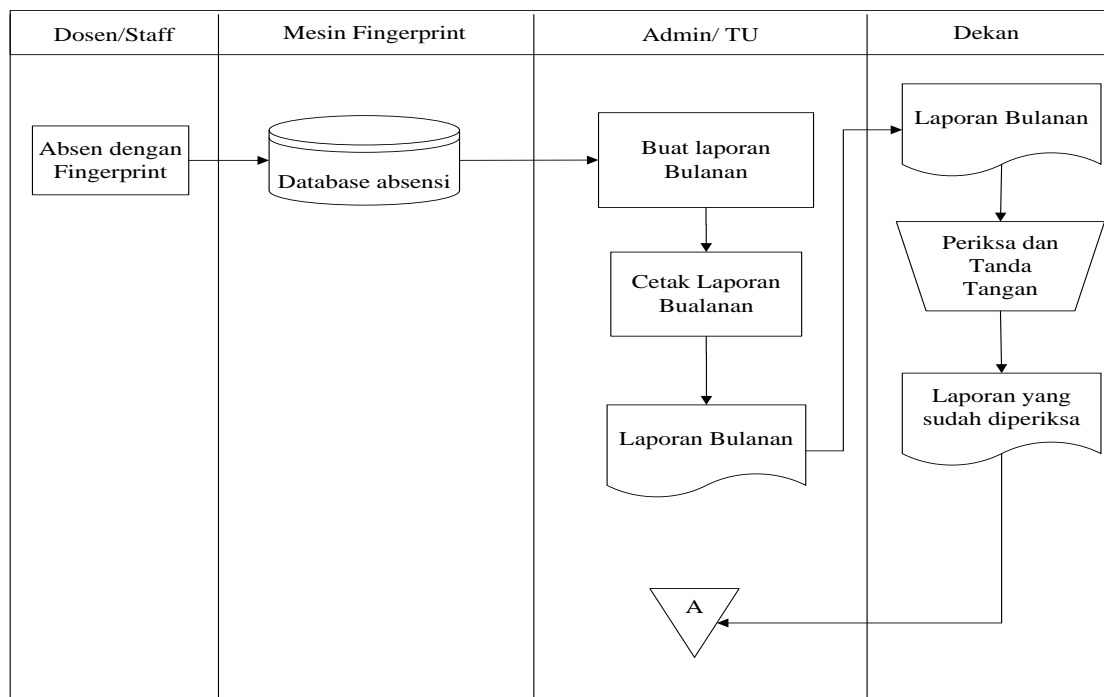 Dosen/Staff
Mesin Fingerprint
Admin/ TU
Dekan
Absen dengan
Fingerprint
Database absensi
Buat laporan
Bulanan
Cetak Laporan
Bualanan
Laporan Bulanan
Laporan Bulanan
Periksa dan
Tanda
Tangan
Laporan yang
sudah diperiksa
A